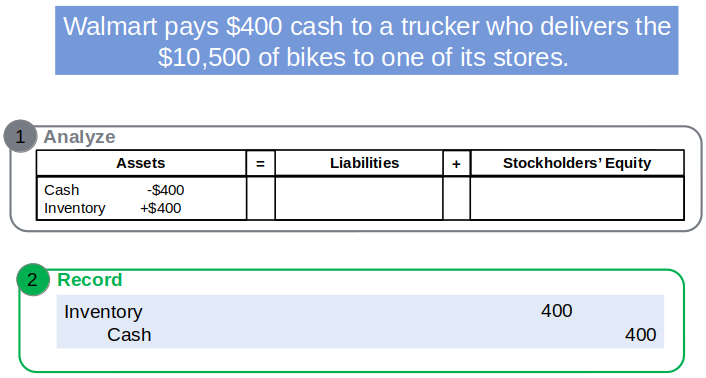 Walmart pays $400 cash to a trucker who delivers the
$10,500 of bikes to one of its stores.
1 Analyze
Assets = Liabilities + Stockholders’ Equity
Cash -$400
Inventory +$400
2 Record
Inventory 400
Cash 400